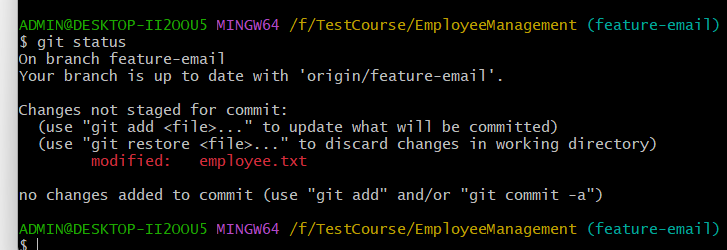 ADMIN@DESKTOP-II2OOU5 MINGW64 /f/TestCourse/EmployeeManagement (feature-email)
$ git status
On branch feature-email
Your branch is up to date with 'origin/feature-email'.
Changes not staged for commit:
  (use "git add <file>..." to update what will be committed)
  (use "git restore <file>..." to discard changes in working directory)
        modified:   employee.txt
no changes added to commit (use "git add" and/or "git commit -a")
ADMIN@DESKTOP-II2OOU5 MINGW64 /f/TestCourse/EmployeeManagement (feature-email)
$